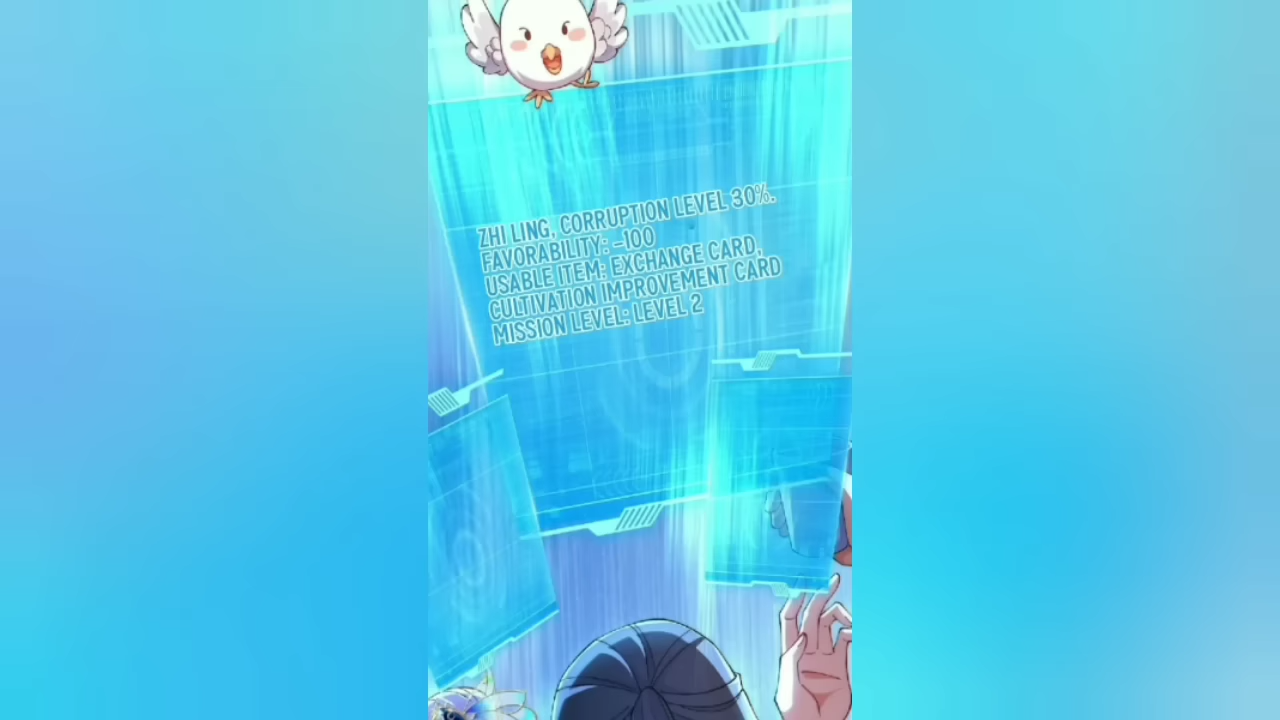 ZHI LING, CORRUPTION LEVEL 30%.
FAVORABILITY: -100
USABLE ITEM: EXCHANGE CARD,
CULTIVATION IMPROVEMENT CARD
MISSION LEVEL: LEVEL 2